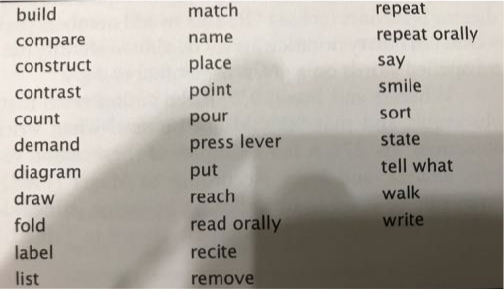 build
compare
construct
contrast
count
demand
diagram
draw
fold
label
list
match
name
place
point
pour
press lever
put
reach
read orally
recite
remove
repeat
repeat orally
say
smile
sort
state
tell what
walk
write